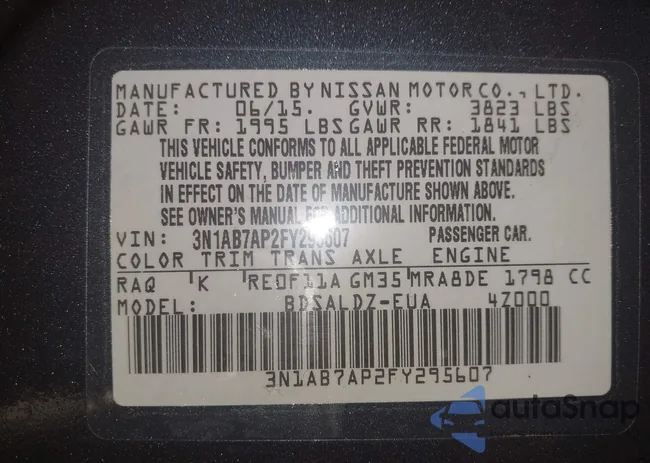 MANUFACTURED BY NISSAN MOTOR CO., LTD.
DATE: 06/15. GVWR: 3823 LBS
GAWR FR: 1995 LBS GAWR RR: 1841 LBS
THIS VEHICLE CONFORMS TO ALL APPLICABLE FEDERAL MOTOR
VEHICLE SAFETY, BUMPER AND THEFT PREVENTION STANDARDS
IN EFFECT ON THE DATE OF MANUFACTURE SHOWN ABOVE.
SEE OWNER'S MANUAL FOR ADDITIONAL INFORMATION.
VIN: 3N1AB7AP2FY295607 PASSENGER CAR.
COLOR TRIM TRANS AXLE ENGINE
RAQ K RE0F11A GM35 MRA8DE 1798 CC
MODEL: BDSALDZ-EUA 4Z000
3N1AB7AP2FY295607
autoSnap